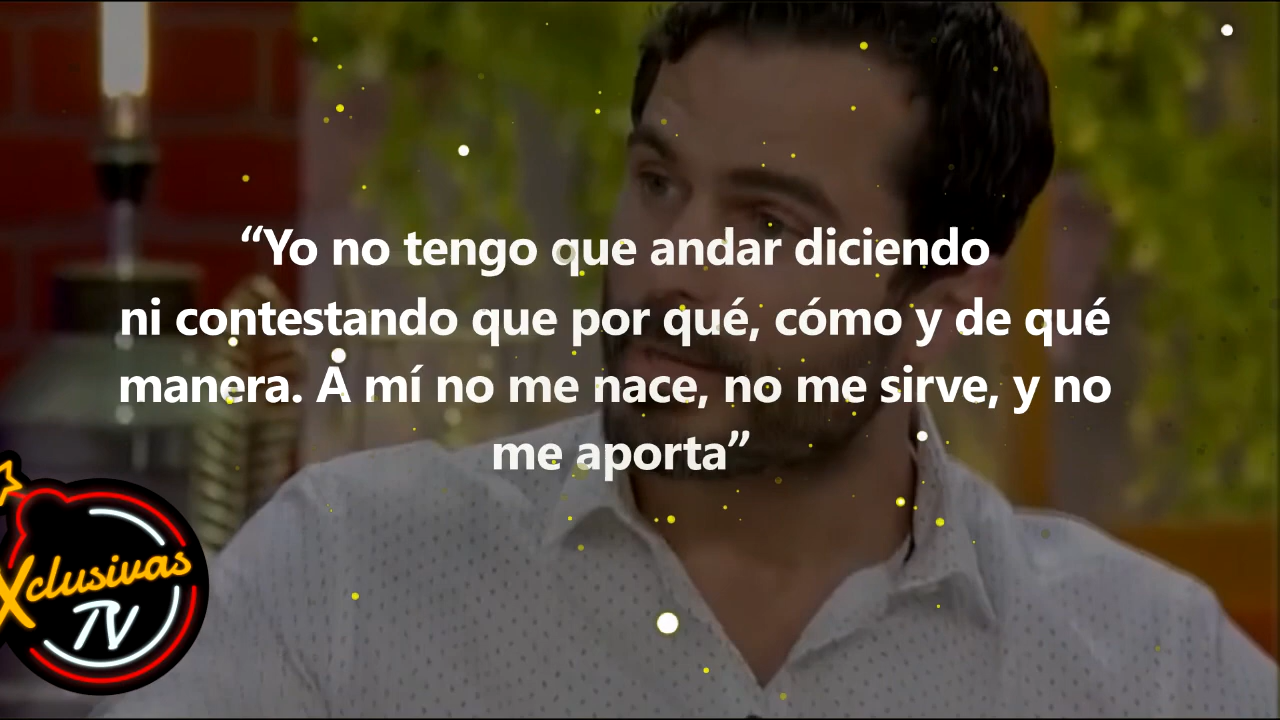 “Yo no tengo que andar diciendo
ni contestando que por qué, cómo y de qué
manera. A mí no me nace, no me sirve, y no
me aporta”
Xclusivas
TV